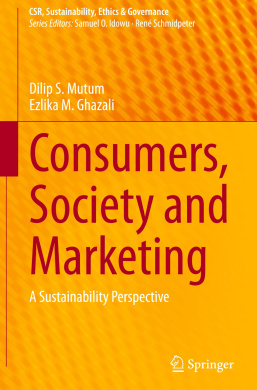 CSR, Sustainability, Ethics & Governance
Series Editors: Samuel O. Idowu · René Schmidpeter
Dilip S. Mutum
Ezlika M. Ghazali
Consumers,
Society and
Marketing
A Sustainability Perspective
Springer